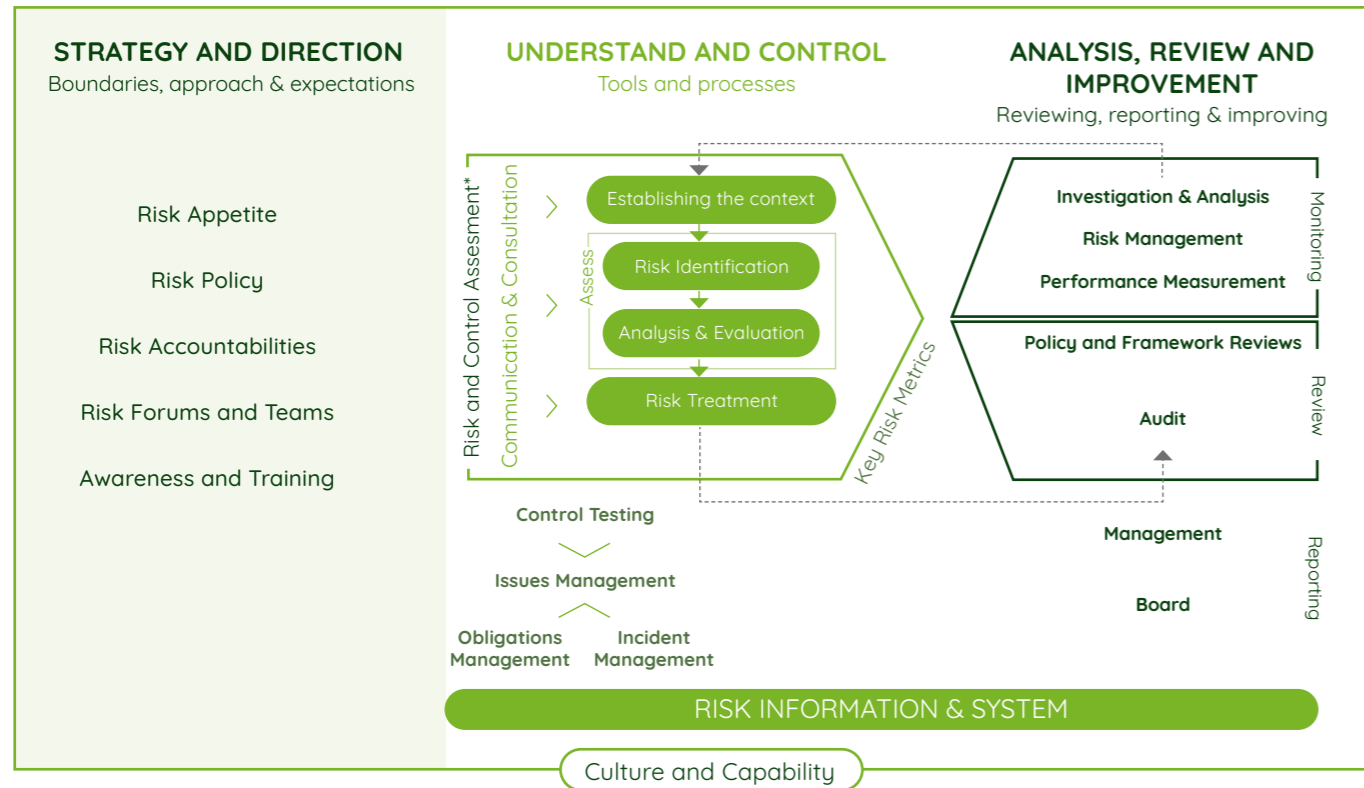 STRATEGY AND DIRECTION
Boundaries, approach & expectations
Risk Appetite
Risk Policy
Risk Accountabilities
Risk Forums and Teams
Awareness and Training
UNDERSTAND AND CONTROL
Tools and processes
Risk and Control Assesment*
Communication & Consultation
Establishing the context
Assess
Risk Identification
Analysis & Evaluation
Risk Treatment
Key Risk Metrics
Control Testing
Issues Management
Obligations
Management
Incident
Management
ANALYSIS, REVIEW AND
IMPROVEMENT
Reviewing, reporting & improving
Investigation & Analysis
Risk Management
Performance Measurement
Monitoring
Policy and Framework Reviews
Audit
Review
Management
Board
Reporting
RISK INFORMATION & SYSTEM
Culture and Capability